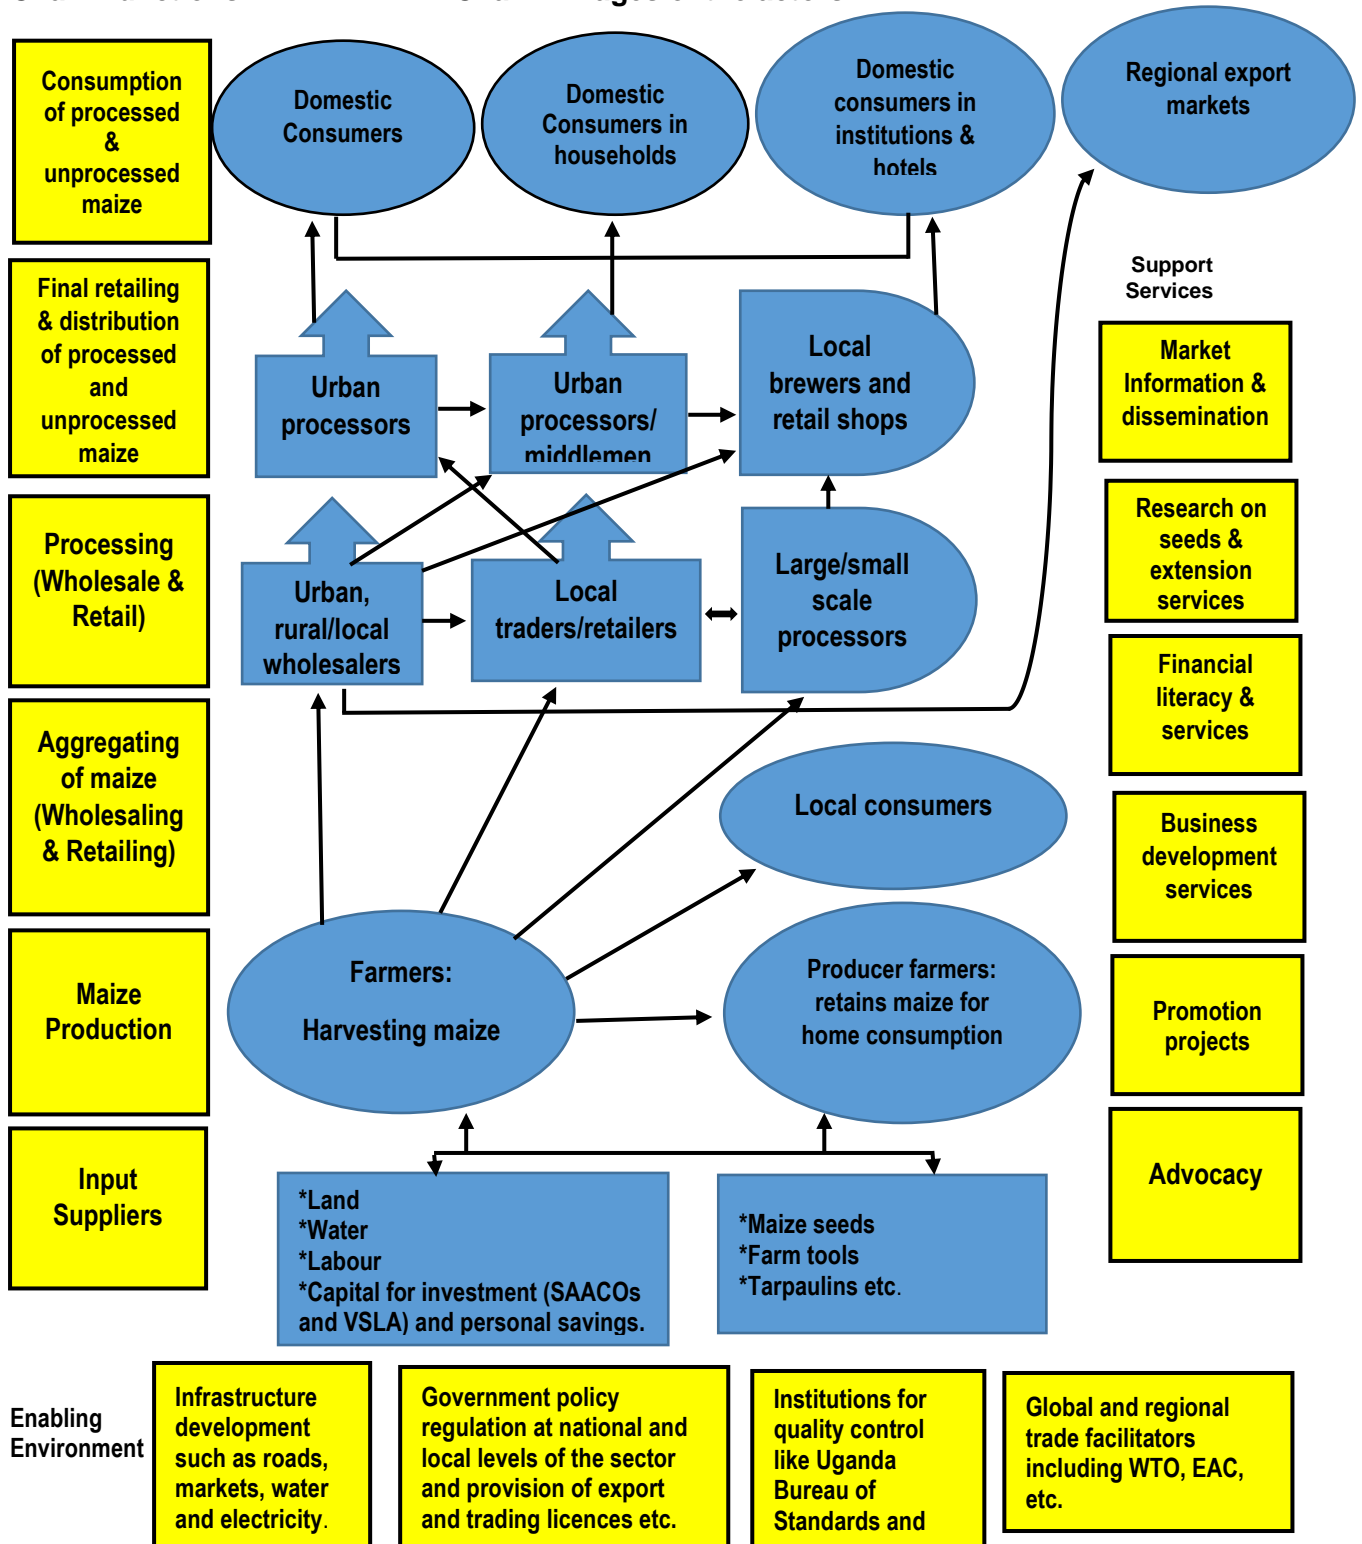 Consumption
of processed
&
unprocessed
maize
Domestic
Consumers
Domestic
Consumers in
households
Domestic
consumers in
institutions &
hotels
Regional export
markets
Final retailing
& distribution
of processed
and
unprocessed
maize
Urban
processors
Urban
processors/
middlemen
Local
brewers and
retail shops
Support
Services
Market
Information &
dissemination
Processing
(Wholesale &
Retail)
Urban,
rural/local
wholesalers
Local
traders/retailers
Large/small
scale
processors
Research on
seeds &
extension
services
Financial
literacy &
services
Aggregating
of maize
(Wholesaling
& Retailing)
Local consumers
Business
development
services
Maize
Production
Farmers:
Harvesting maize
Producer farmers:
retains maize for
home consumption
Promotion
projects
Input
Suppliers
*Land
*Water
*Labour
*Capital for investment (SAACOs
and VSLA) and personal savings.
*Maize seeds
*Farm tools
*Tarpaulins etc.
Advocacy
Enabling
Environment
Infrastructure
development
such as roads,
markets, water
and electricity.
Government policy
regulation at national and
local levels of the sector
and provision of export
and trading licences etc.
Institutions for
quality control
like Uganda
Bureau of
Standards and
Global and regional
trade facilitators
including WTO, EAC,
etc.